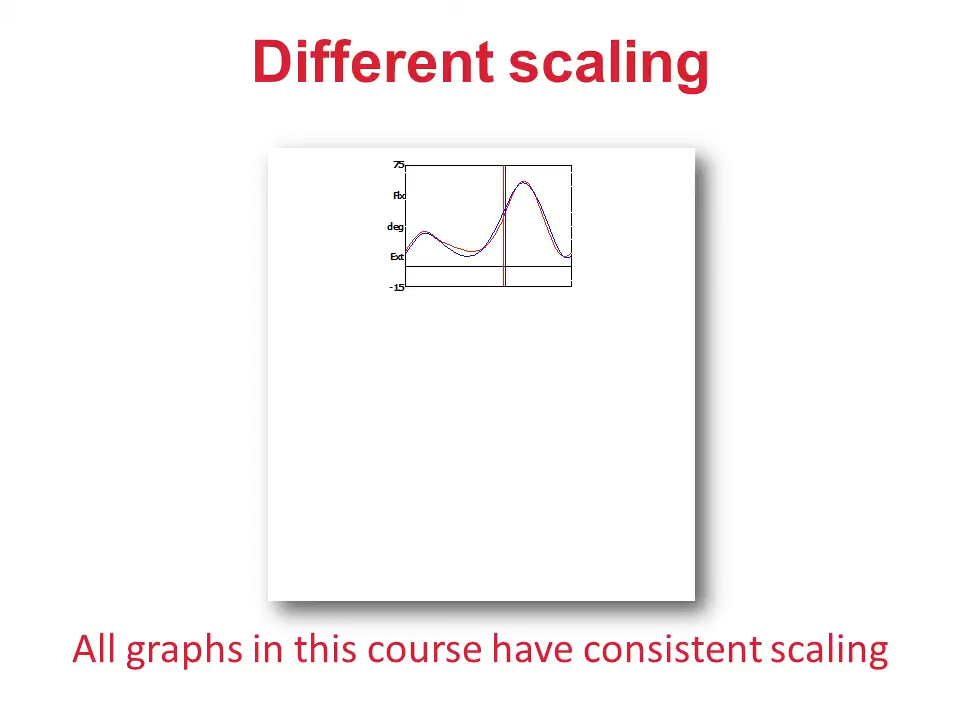 Different scaling
75
Flx
deg
Ext
-15
All graphs in this course have consistent scaling